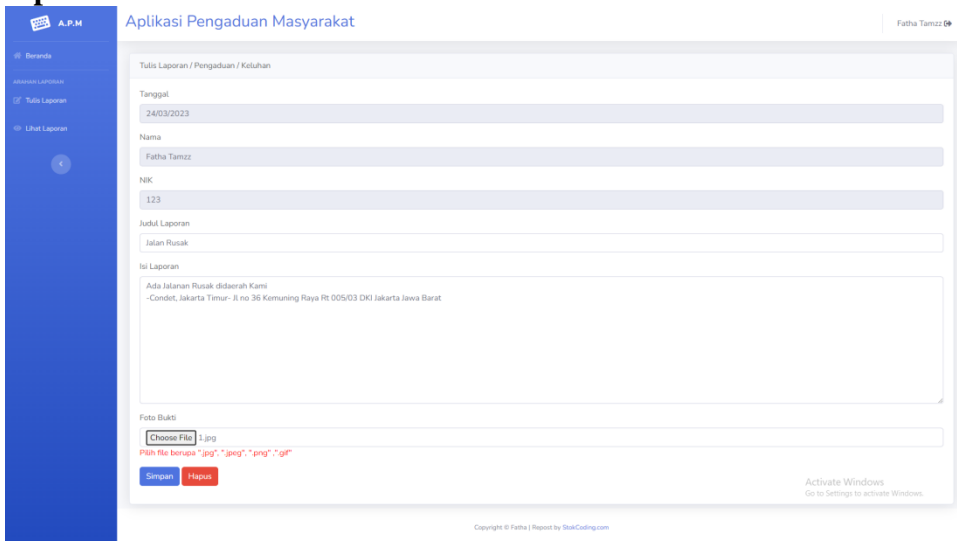 A.P.M
Aplikasi Pengaduan Masyarakat
Fatha Tamzz
Beranda
ARAHAN LAPORAN
Tulis Laporan
Lihat Laporan
Tulis Laporan / Pengaduan / Keluhan
Tanggal
24/03/2023
Nama
Fatha Tamzz
NIK
123
Judul Laporan
Jalan Rusak
Isi Laporan
Ada Jalanan Rusak didaerah Kami
-Condet, Jakarta Timur- Jl no 36 Kemuning Raya Rt 005/03 DKI Jakarta Jawa Barat
Foto Bukti
Choose File 1.jpg
Pilih file berupa ".jpg", ".jpeg", ".png" ,".gif"
Simpan Hapus
Activate Windows
Go to Settings to activate Windows.
Copyright © Fatha | Repost by StokCoding.com